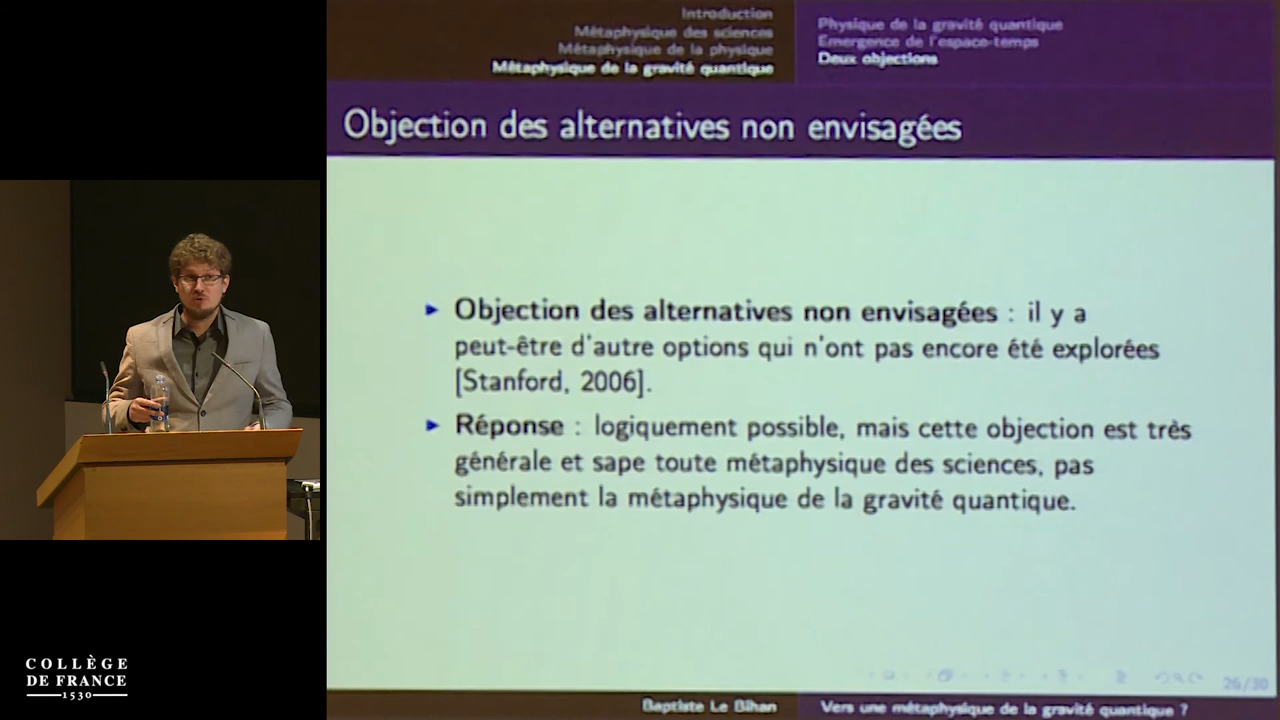 Introduction
Métaphysique des sciences
Métaphysique de la physique
Métaphysique de la gravité quantique
Physique de la gravité quantique
Emergence de l'espace-temps
Deux objections
Objection des alternatives non envisagées
Objection des alternatives non envisagées : il y a
peut-être d'autre options qui n'ont pas encore été explorées
[Stanford, 2006].
Réponse : logiquement possible, mais cette objection est très
générale et sape toute métaphysique des sciences, pas
simplement la métaphysique de la gravité quantique.
26/30
Baptiste Le Bihan
Vers une métaphysique de la gravité quantique ?
COLLÈGE
DE FRANCE
1530